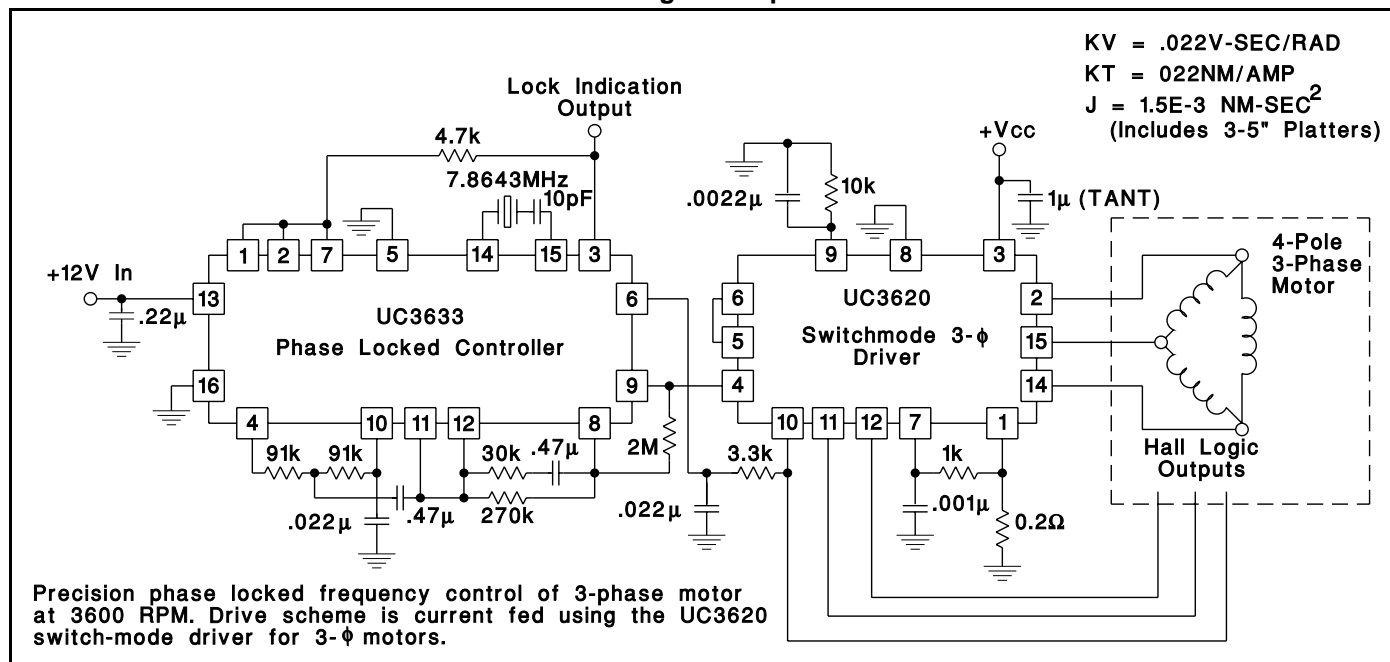 KV = .022V-SEC/RAD
KT = 022NM/AMP
J = 1.5E-3 NM-SEC2
(Includes 3-5" Platters)
Lock Indication
Output
4.7k
7.8643MHz
10pF
+VCC
1μ (TANT)
.0022μ
10k
1
2
7
5
14
15
3
9
8
3
+12V In
.22μ
13
16
UC3633
Phase Locked Controller
6
9
6
5
4
UC3620
Switchmode 3-ϕ
Driver
2
15
14
4-Pole
3-Phase
Motor
Hall Logic
Outputs
4
10
11
12
8
10
11
12
7
1
91k
91k
30k
.47μ
2M
3.3k
1k
.022μ
.47μ
270k
.022μ
.001μ
0.2Ω
Precision phase locked frequency control of 3-phase motor
at 3600 RPM. Drive scheme is current fed using the UC3620
switch-mode driver for 3-ϕ motors.